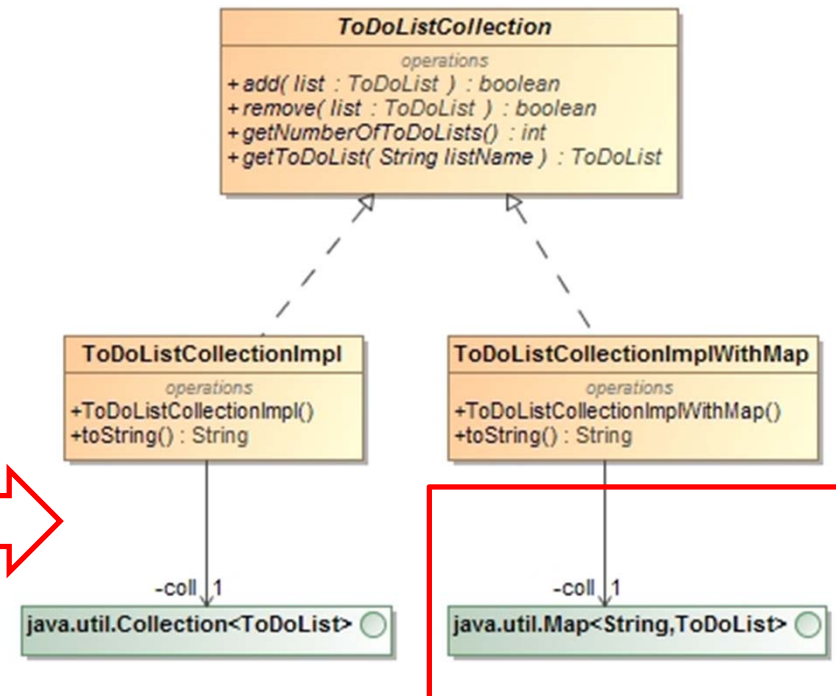 ToDoListCollection
operations
+add( list : ToDoList ) : boolean
+remove( list : ToDoList ) : boolean
+getNumberOfToDoLists() : int
+getToDoList( String listName ) : ToDoList
ToDoListCollectionImpl
operations
+ToDoListCollectionImpl()
+toString() : String
ToDoListCollectionImplWithMap
operations
+ToDoListCollectionImplWithMap()
+toString() : String
-coll 1
java.util.Collection<ToDoList>
-coll 1
java.util.Map<String,ToDoList>